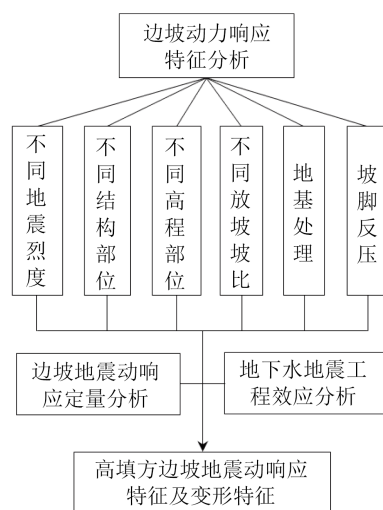 边坡动力响应
特征分析
不同地震烈度
不同结构部位
不同高程部位
不同放坡坡比
地基处理
坡脚反压
边坡地震动响
应定量分析
地下水地震工
程效应分析
高填方边坡地震动响应
特征及变形特征